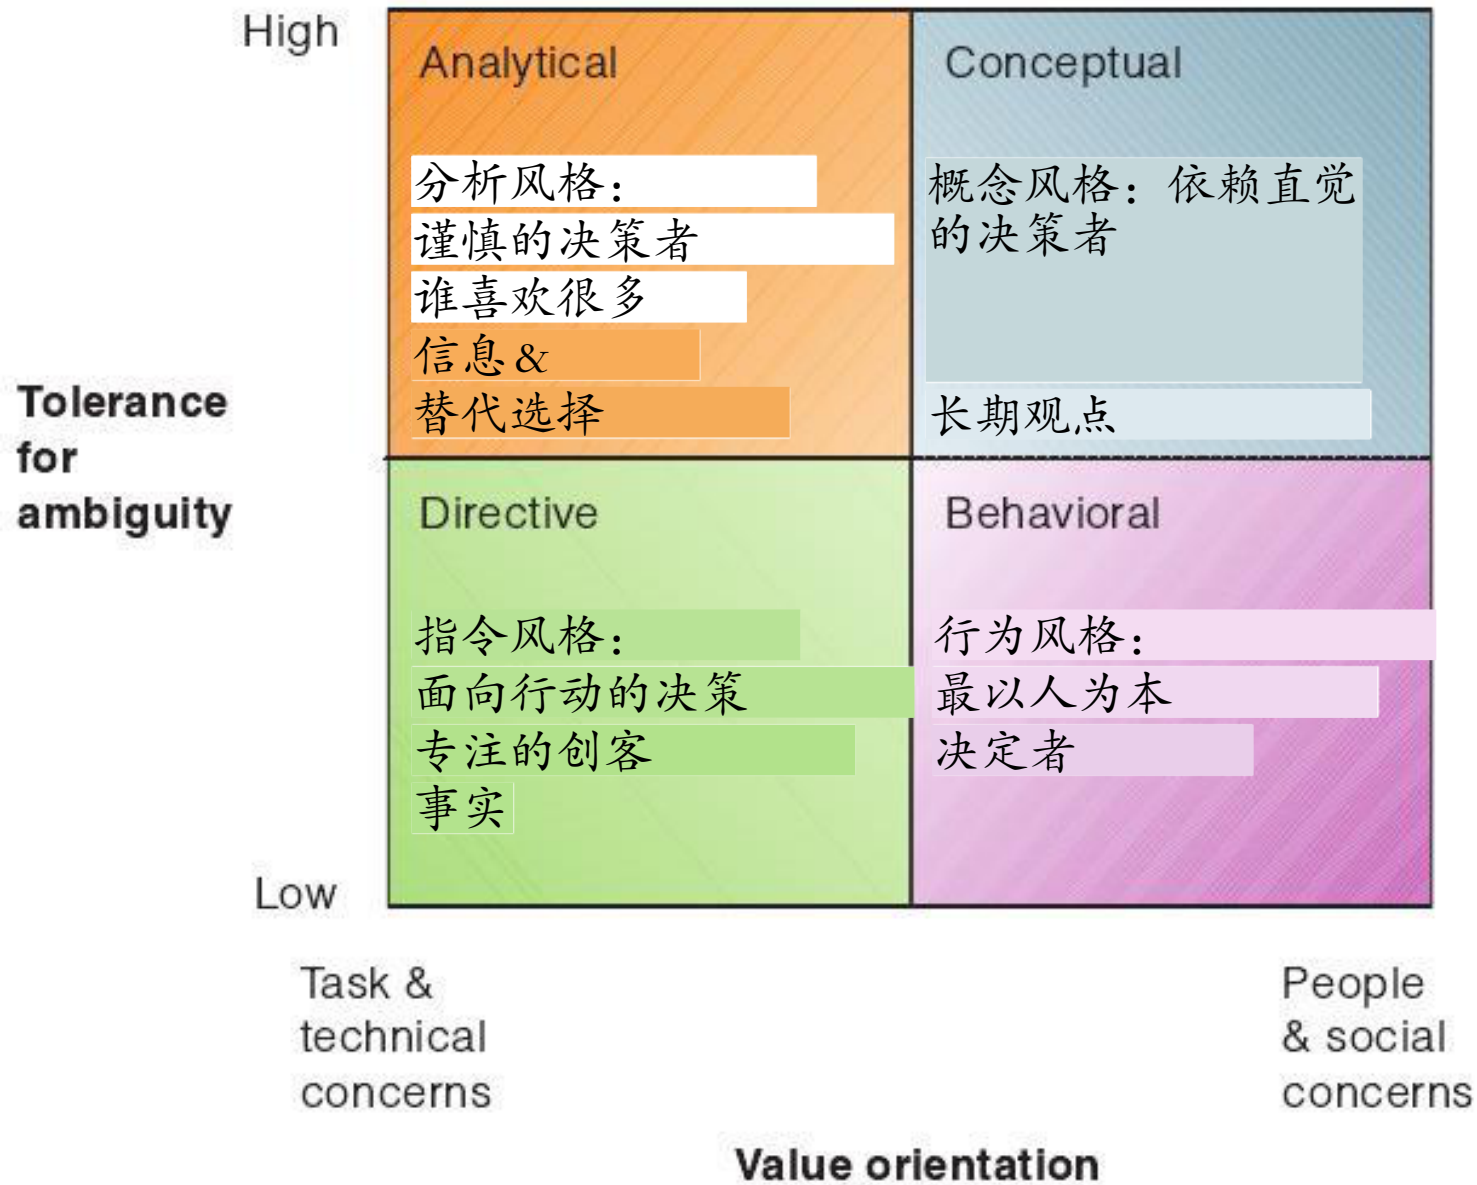 High
Analytical
分析风格：
谨慎的决策者
谁喜欢很多
信息&
替代选择
Conceptual
概念风格：依赖直觉
的决策者
长期观点
Tolerance
for
ambiguity
Directive
指令风格：
面向行动的决策
专注的创客
事实
Behavioral
行为风格：
最以人为本
决定者
Low
Task &
technical
concerns
People
& social
concerns
Value orientation